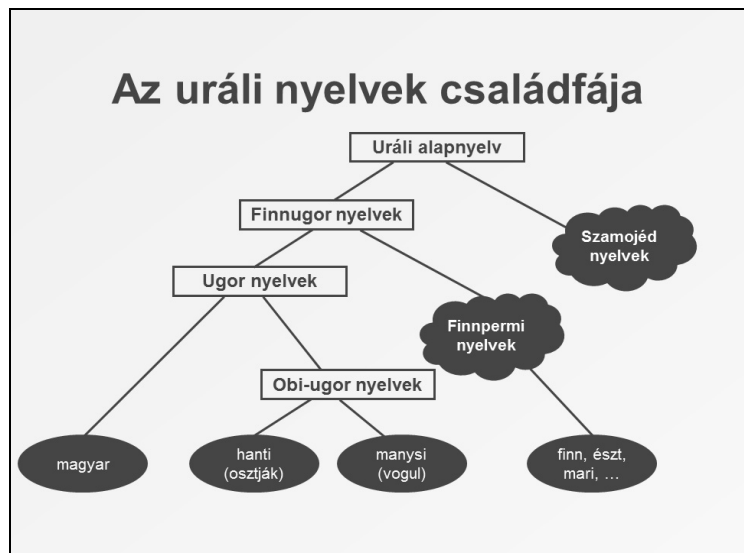 Az uráli nyelvek családfája
Uráli alapnyelv
Finnugor nyelvek
Szamojéd
nyelvek
Ugor nyelvek
Finnpermi
nyelvek
Obi-ugor nyelvek
magyar
hanti
(osztják)
manysi
(vogul)
finn, észt,
mari, …